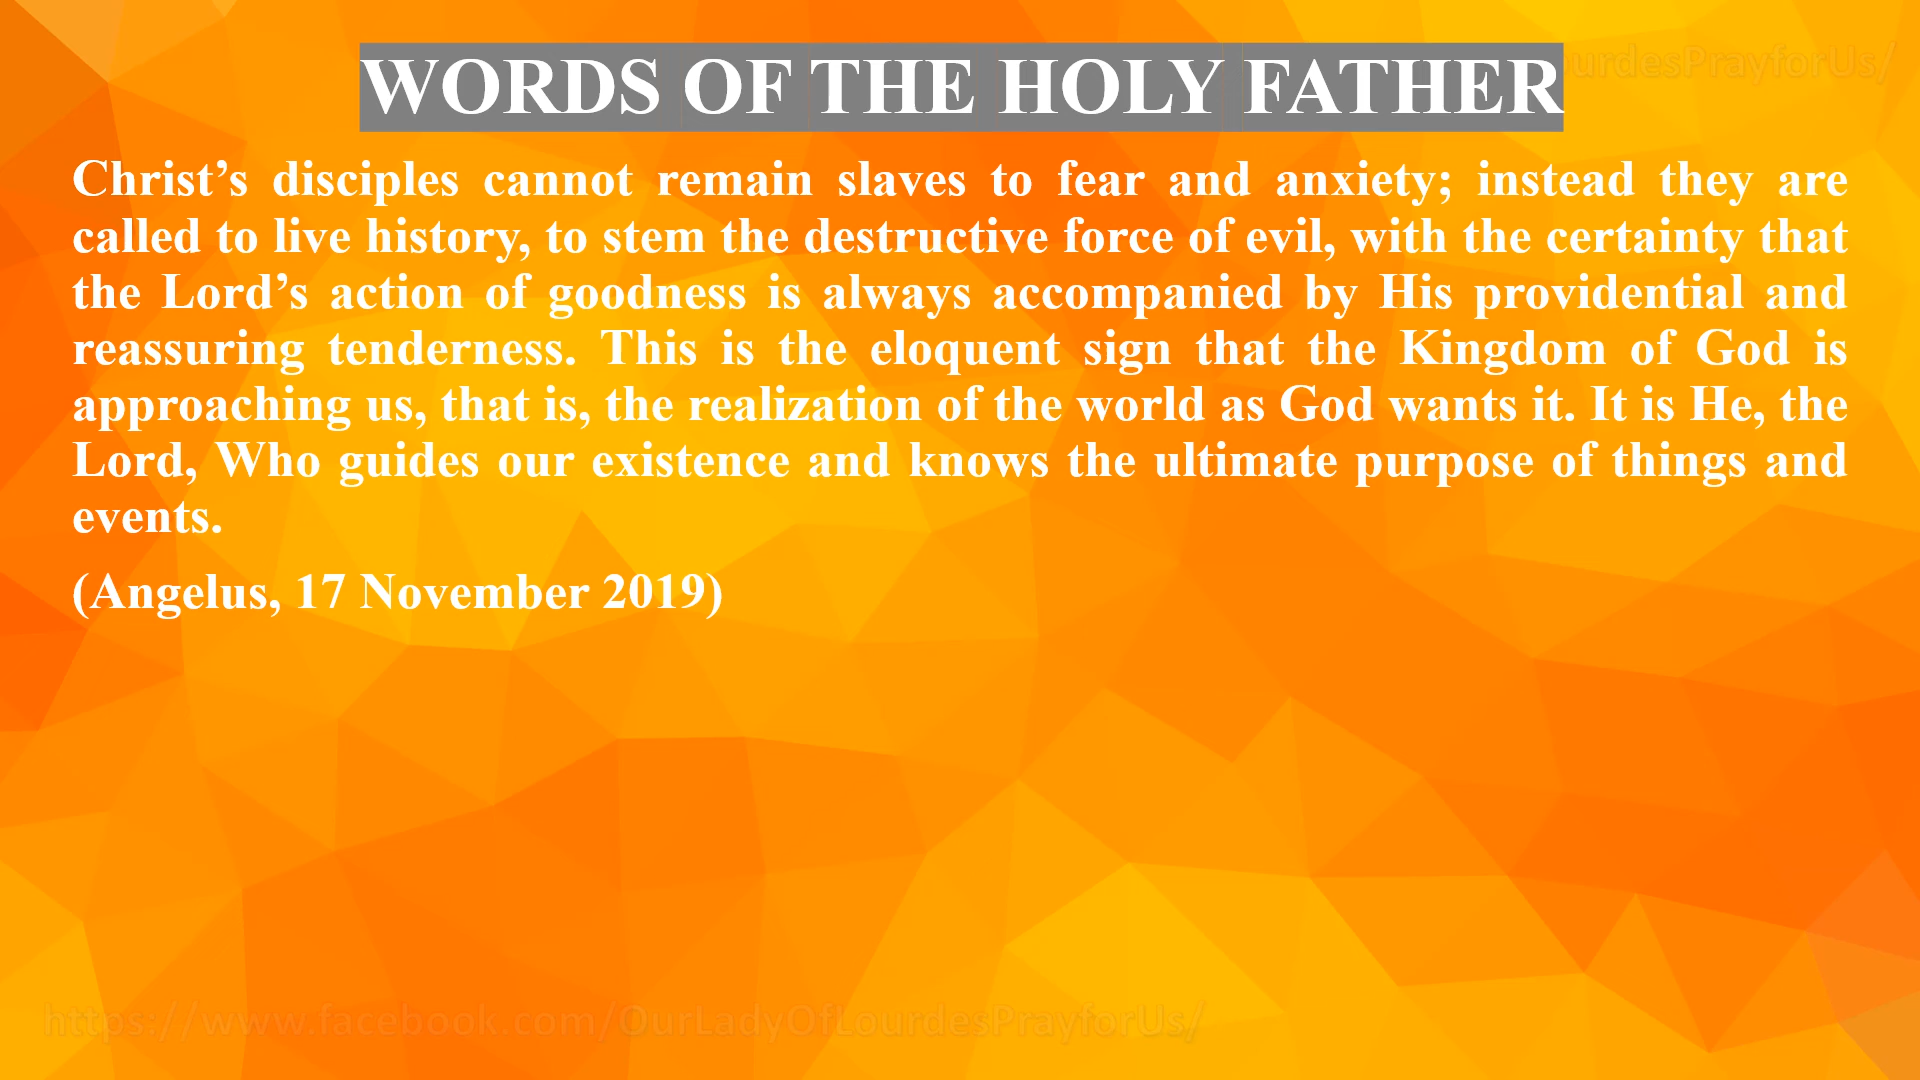 WORDS OF THE HOLY FATHER
urdesPrayforUs/
Christ’s disciples cannot remain slaves to fear and anxiety; instead they are
called to live history, to stem the destructive force of evil, with the certainty that
the Lord’s action of goodness is always accompanied by His providential and
reassuring tenderness. This is the eloquent sign that the Kingdom of God is
approaching us, that is, the realization of the world as God wants it. It is He, the
Lord, Who guides our existence and knows the ultimate purpose of things and
events.
(Angelus, 17 November 2019)
https://www.facebook.com/OurLadyOfLourdesPrayforUs/